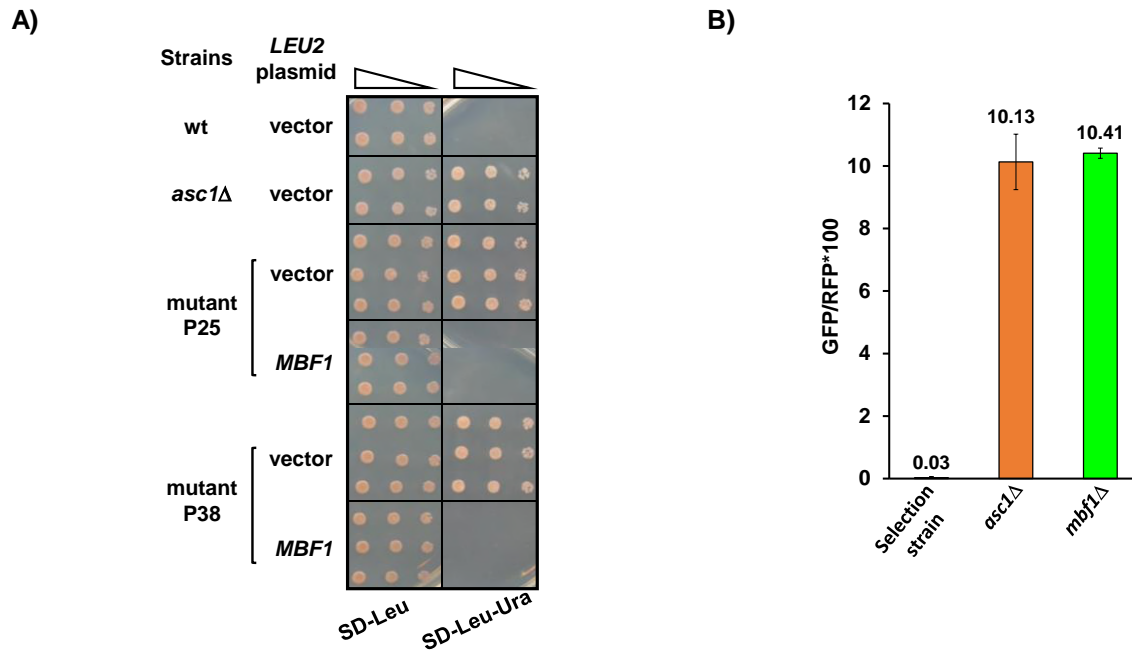 A)
Strains
LEU2
plasmid
wt
vector
asc1Δ
vector
mutant
P25
vector
MBF1
mutant
P38
vector
MBF1
SD-Leu
SD-Leu-Ura
B)
GFP/RFP*100
12
10
8
6
4
2
0
0.03
10.13
10.41
Selection
strain
asc1Δ
mbf1Δ